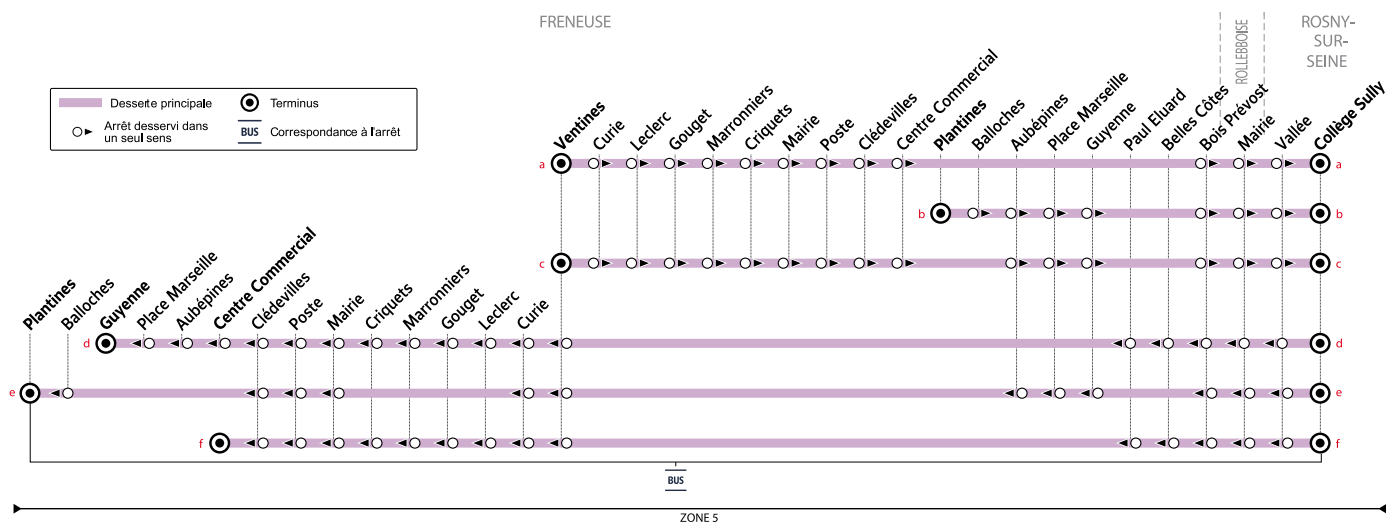 FRENEUSE
ROLLEBBOISE
ROSNY-
SUR-
SEINE
Desserte principale
Terminus
Arrêt desservi dans
un seul sens
BUS
Correspondance à l'arrêt
Ventines
Curie
Leclerc
Gouget
Marronniers
Criquets
Mairie
Poste
Clédevilles
Centre Commercial
Plantines
Balloches
Aubépines
Place Marseille
Guyenne
Paul Eluard
Belles Côtes
Bois Prévost
Mairie
Vallée
Collège Sully
a
a
b
b
c
c
Plantines
Balloches
Guyenne
Place Marseille
Aubépines
Centre Commercial
Clédevilles
Poste
Mairie
Criquets
Marronniers
Gouget
Leclerc
Curie
d
d
e
e
f
f
BUS
ZONE 5